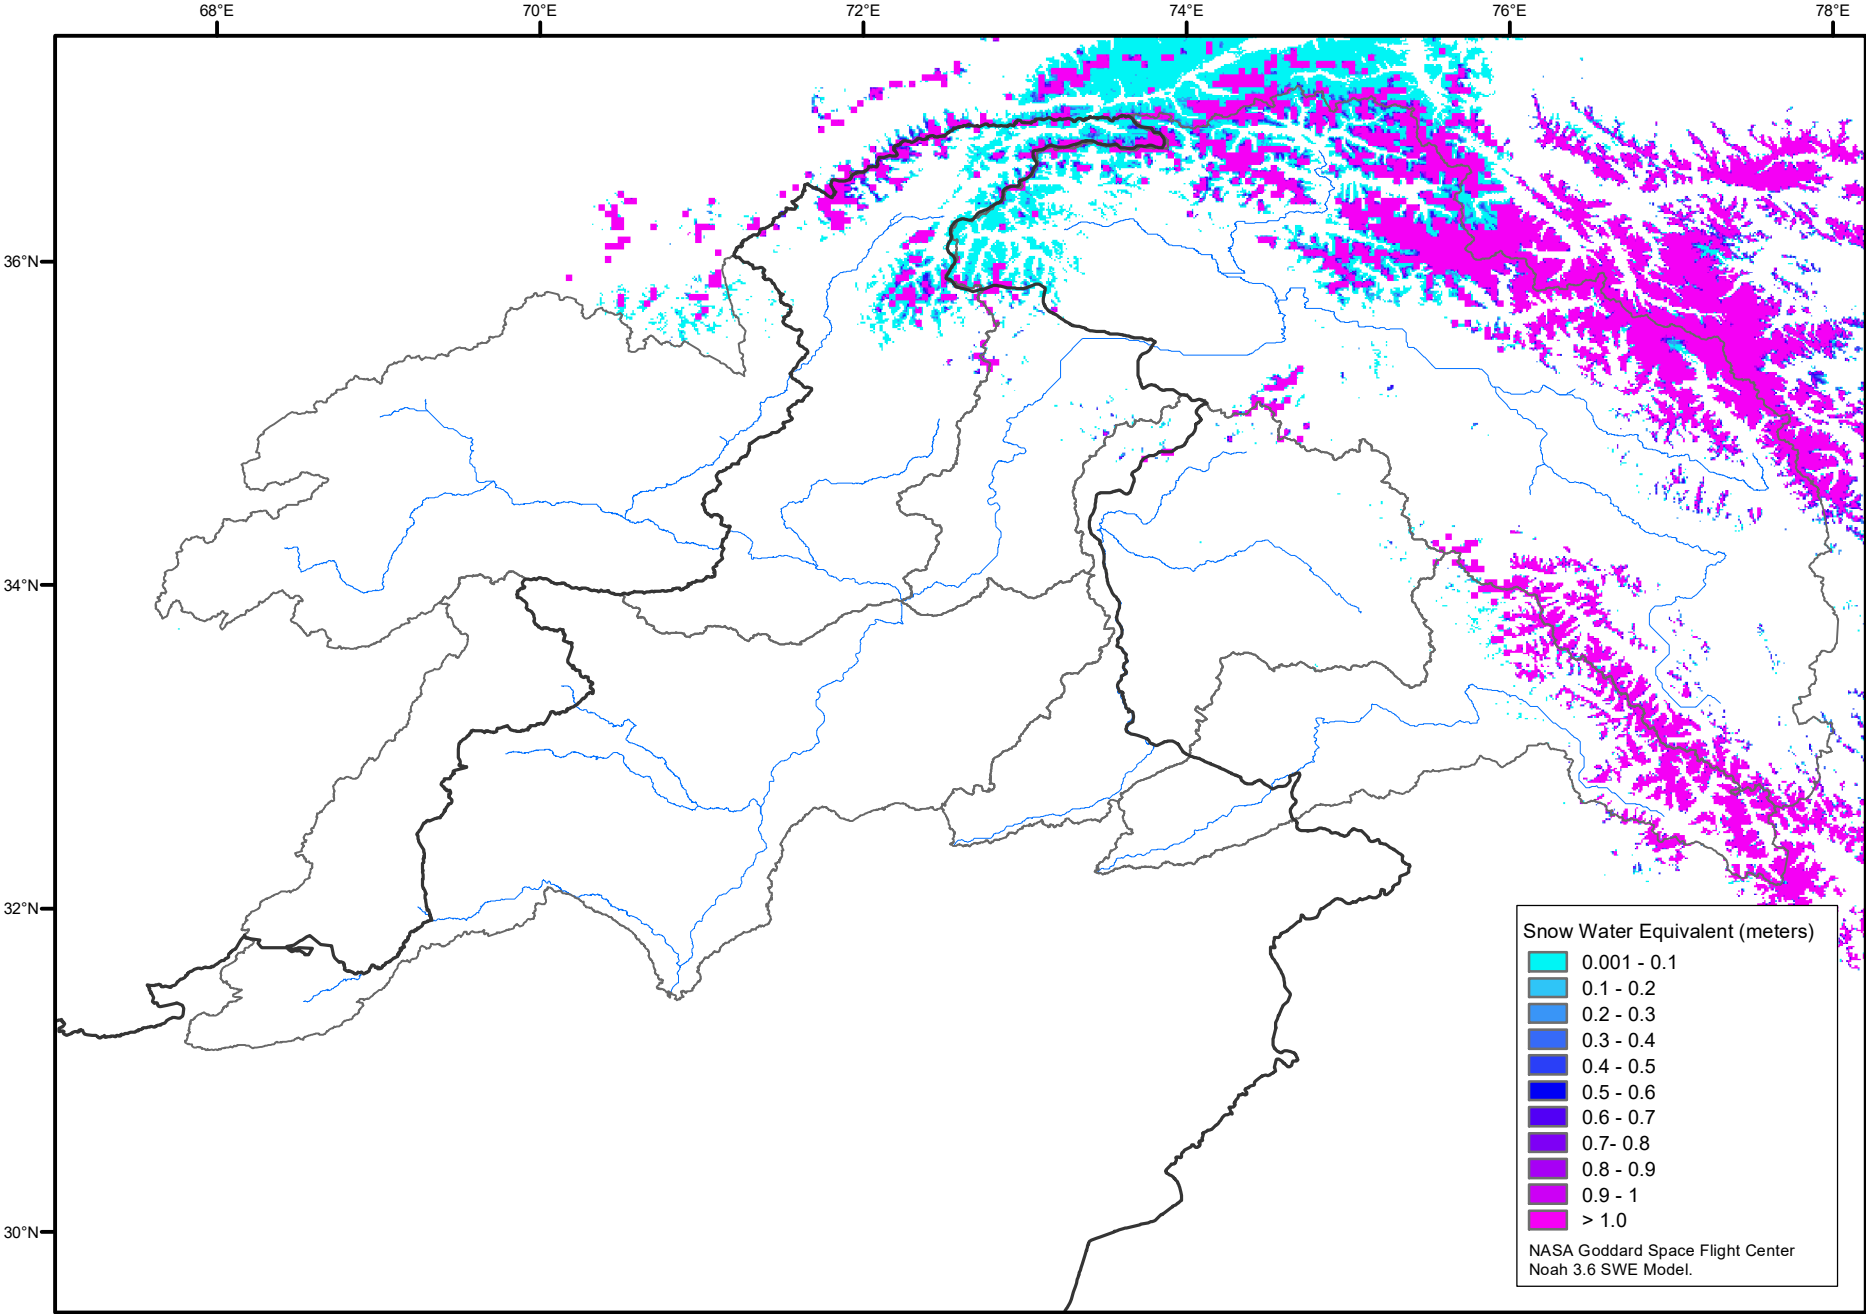 68°E 70°E 72°E 74°E 76°E 78°E
36°N
34°N
32°N
30°N
Snow Water Equivalent (meters)
0.001 - 0.1
0.1 - 0.2
0.2 - 0.3
0.3 - 0.4
0.4 - 0.5
0.5 - 0.6
0.6 - 0.7
0.7- 0.8
0.8 - 0.9
0.9 - 1
> 1.0
NASA Goddard Space Flight Center
Noah 3.6 SWE Model.